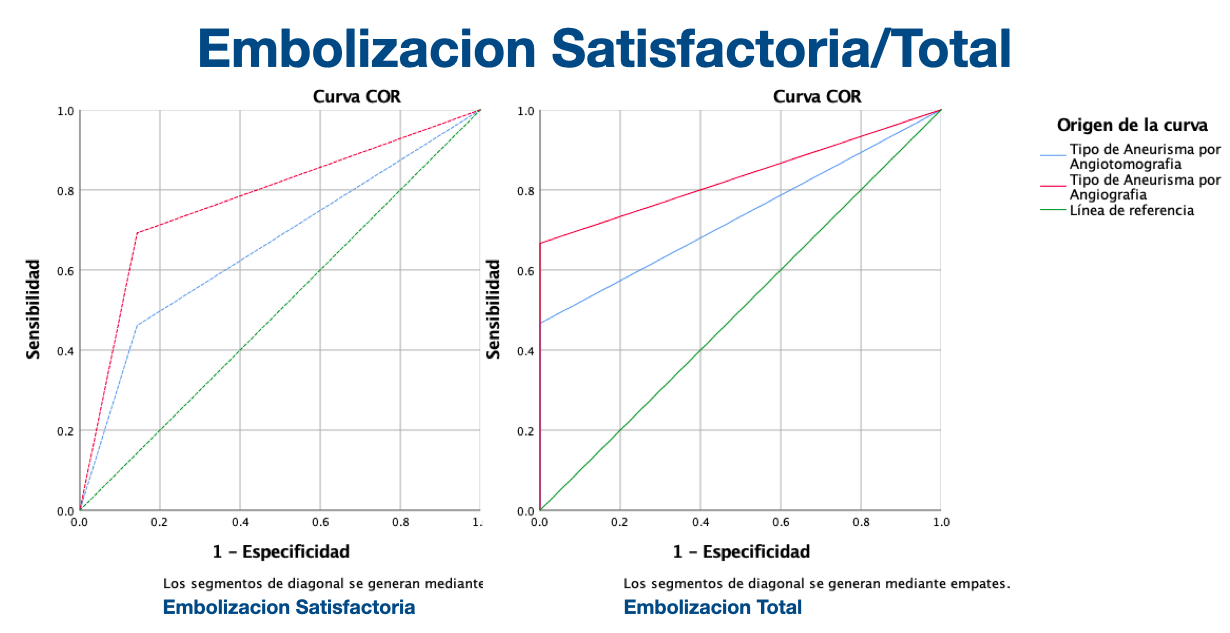 Embolizacion Satisfactoria/Total
Curva COR
1.0
0.8
0.6
0.4
0.2
0.0
Sensibilidad
0.0 0.2 0.4 0.6 0.8 1.
1 – Especificidad
Los segmentos de diagonal se generan mediante
Embolizacion Satisfactoria
Curva COR
1.0
0.8
0.6
0.4
0.2
0.0
Sensibilidad
0.0 0.2 0.4 0.6 0.8 1.0
1 – Especificidad
Los segmentos de diagonal se generan mediante empates.
Embolizacion Total
Origen de la curva
Tipo de Aneurisma por
Angiotomografia
Tipo de Aneurisma por
Angiografia
Línea de referencia